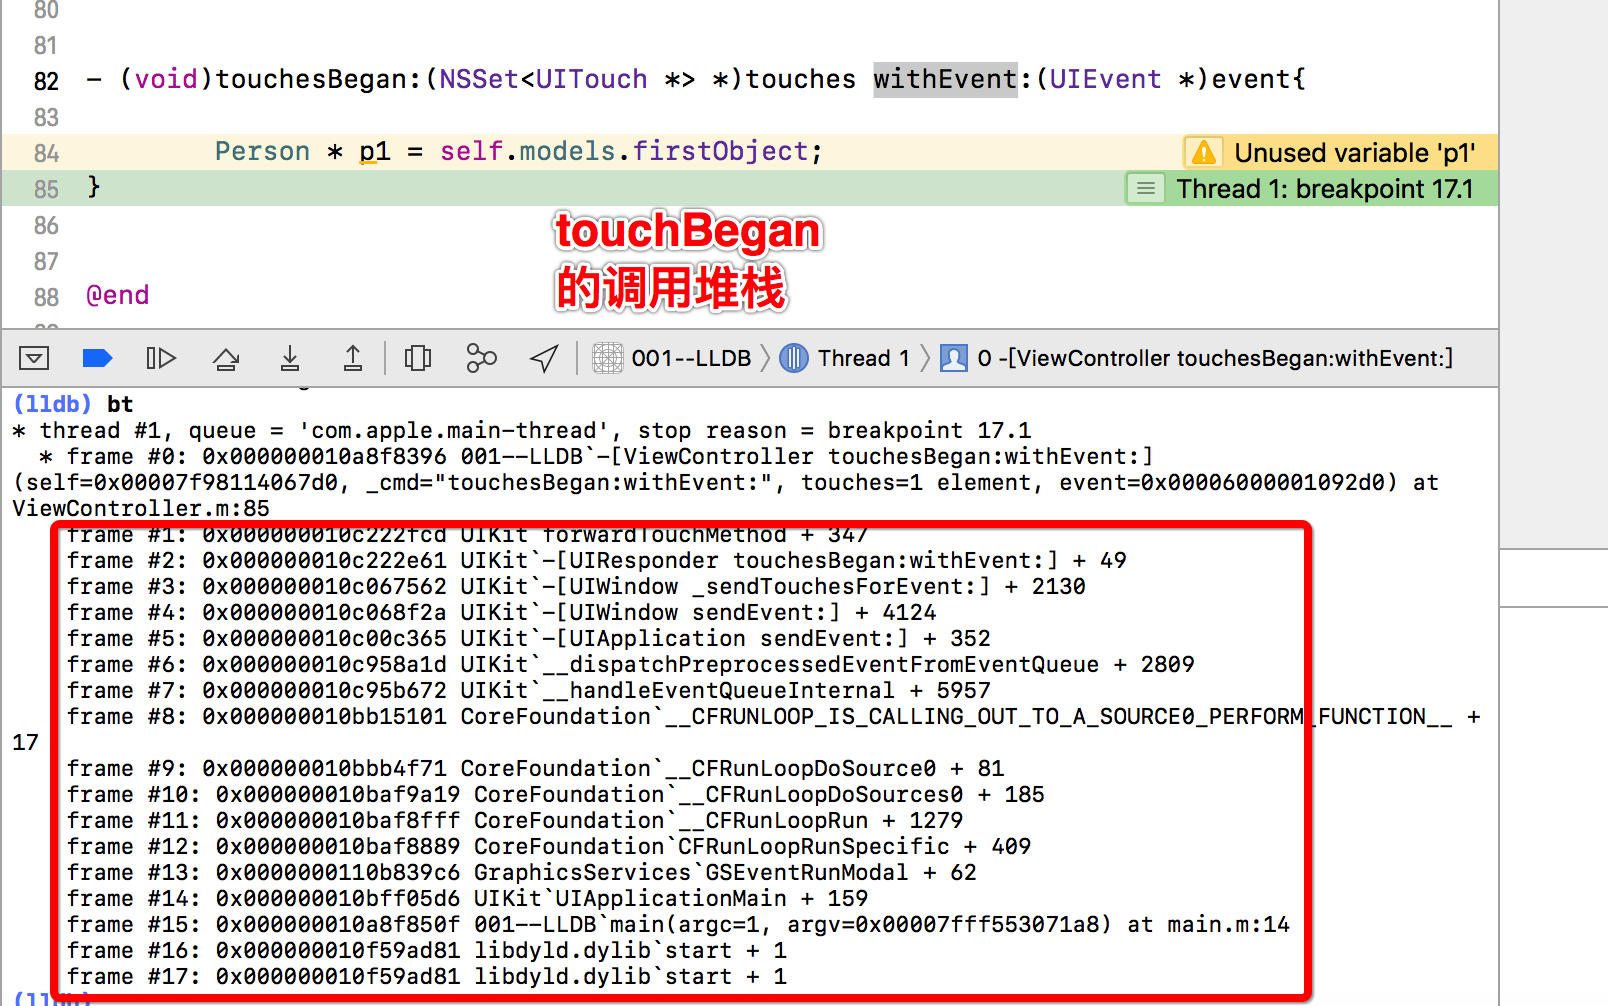 80
81
82 - (void)touchesBegan:(NSSet<UITouch *> *)touches withEvent:(UIEvent *)event{
83
84 Person * p1 = self.models.firstObject; Unused variable 'p1'
85 } Thread 1: breakpoint 17.1
86
87
88 @end
touchBegan
的调用堆栈
001--LLDB Thread 1 0 -[ViewController touchesBegan:withEvent:]
(lldb) bt
* thread #1, queue = 'com.apple.main-thread', stop reason = breakpoint 17.1
* frame #0: 0x000000010a8f8396 001--LLDB`-[ViewController touchesBegan:withEvent:]
(self=0x00007f98114067d0, _cmd="touchesBegan:withEvent:", touches=1 element, event=0x00006000001092d0) at
ViewController.m:85
frame #1: 0x000000010c222fcd UIKit`forwardTouchMethod + 347
frame #2: 0x000000010c222e61 UIKit`-[UIResponder touchesBegan:withEvent:] + 49
frame #3: 0x000000010c067562 UIKit`-[UIWindow _sendTouchesForEvent:] + 2130
frame #4: 0x000000010c068f2a UIKit`-[UIWindow sendEvent:] + 4124
frame #5: 0x000000010c00c365 UIKit`-[UIApplication sendEvent:] + 352
frame #6: 0x000000010c958a1d UIKit`__dispatchPreprocessedEventFromEventQueue + 2809
frame #7: 0x000000010c95b672 UIKit`__handleEventQueueInternal + 5957
frame #8: 0x000000010bb15101 CoreFoundation`__CFRUNLOOP_IS_CALLING_OUT_TO_A_SOURCE0_PERFORM_FUNCTION__ +
17
frame #9: 0x000000010bbb4f71 CoreFoundation`__CFRunLoopDoSource0 + 81
frame #10: 0x000000010baf9a19 CoreFoundation`__CFRunLoopDoSources0 + 185
frame #11: 0x000000010baf8fff CoreFoundation`__CFRunLoopRun + 1279
frame #12: 0x000000010baf8889 CoreFoundation`CFRunLoopRunSpecific + 409
frame #13: 0x0000000110b839c6 GraphicsServices`GSEventRunModal + 62
frame #14: 0x000000010bff05d6 UIKit`UIApplicationMain + 159
frame #15: 0x000000010a8f850f 001--LLDB`main(argc=1, argv=0x00007fff553071a8) at main.m:14
frame #16: 0x000000010f59ad81 libdyld.dylib`start + 1
frame #17: 0x000000010f59ad81 libdyld.dylib`start + 1
(lldb)